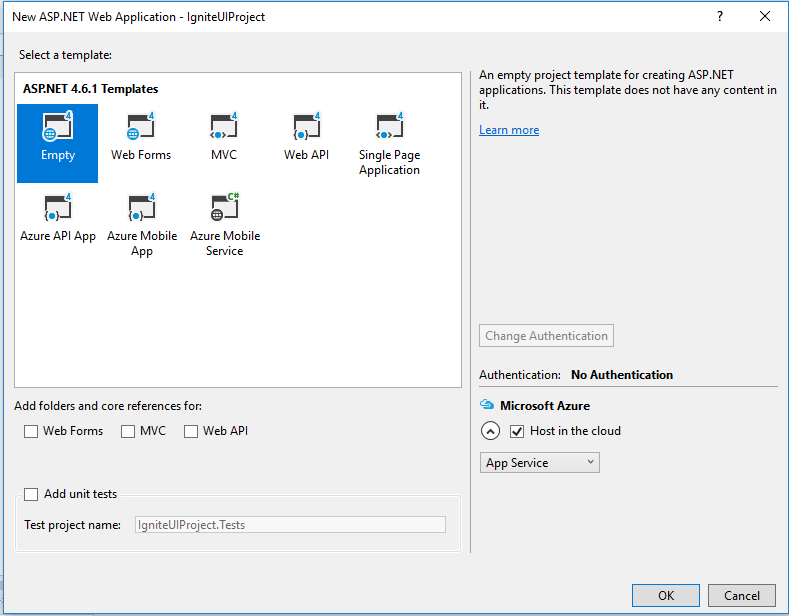 New ASP.NET Web Application - IgniteUIProject
?
Select a template:
ASP.NET 4.6.1 Templates
4
Empty
4
Web Forms
4
MVC
4
Web API
4
Single Page
Application
4
Azure API App
4
Azure Mobile
App
C#
Azure Mobile
Service
An empty project template for creating ASP.NET
applications. This template does not have any content in
it.
Learn more
Change Authentication
Authentication: No Authentication
Microsoft Azure
Host in the cloud
App Service
Add folders and core references for:
Web Forms MVC Web API
Add unit tests
Test project name: IgniteUIProject.Tests
OK Cancel